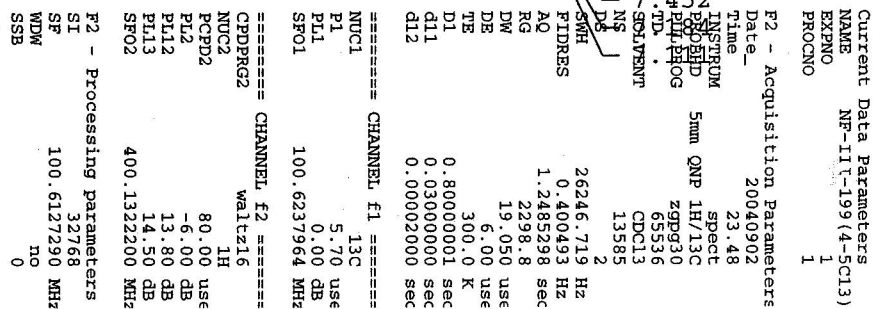 Current Data Parameters
NAME NF-III-199(4-5C13)
EXPNO 1
PROCNO 1
F2 - Acquisition Parameters
Date_ 20040902
Time 23.48
INSTRUM spect
PROBHD 5mm QNP 1H/13C
PULPROG zgpg30
TD 65536
SOLVENT CDCl3
NS 13585
DS 2
SWH 26246.719 Hz
FIDRES 0.400493 Hz
AQ 1.2485298 sec
RG 2298.8
DW 19.050 use
DE 6.00 use
TE 300.0 K
D1 0.80000001 sec
d11 0.03000000 sec
d12 0.00002000 sec
======== CHANNEL f1 ========
NUC1 13C
P1 5.70 use
PL1 0.00 dB
SFO1 100.6237964 MHz
======== CHANNEL f2 ========
CPDPRG2 waltz16
NUC2 1H
PCPD2 80.00 use
PL2 -6.00 dB
PL12 13.80 dB
PL13 14.50 dB
SFO2 400.1322200 MHz
F2 - Processing parameters
SI 32768
SF 100.6127290 MHz
WDW no
SSB 0